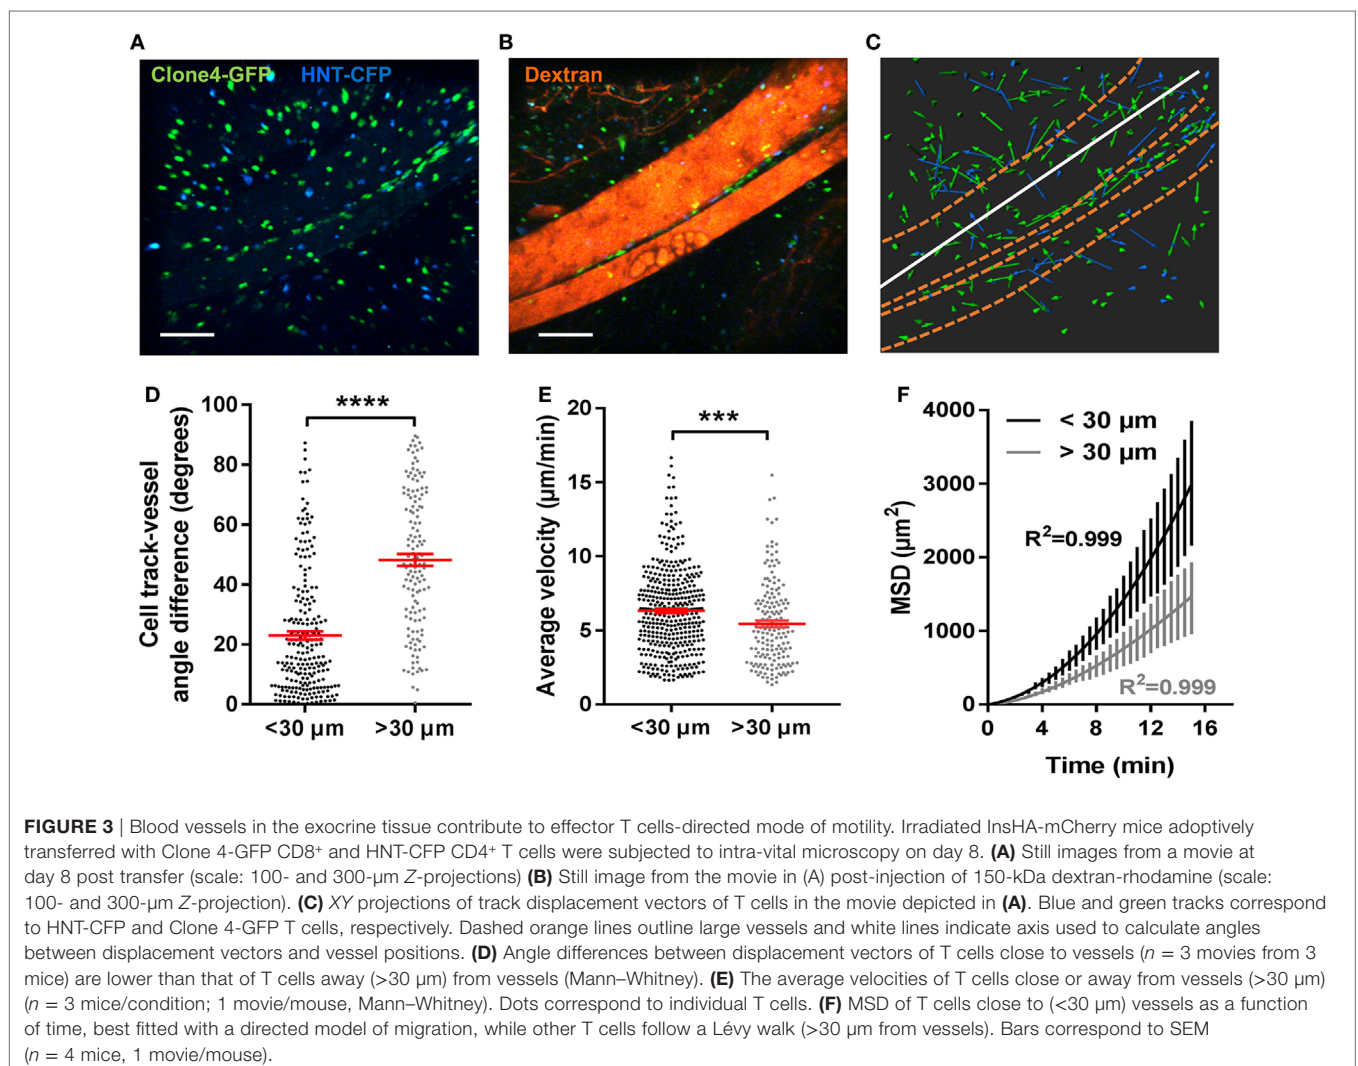 A
B
C
Clone4-GFP HNT-CFP
Dextran
D
E
F
Cell track-vessel
angle difference (degrees)
100
80
60
40
20
0
****
<30 µm >30 µm
Average velocity (µm/min)
20
15
10
5
0
***
<30 µm >30 µm
MSD (µm²)
4000
3000
2000
1000
0
< 30 µm
> 30 µm
R²=0.999
R²=0.999
0 4 8 12 16
Time (min)
FIGURE 3 | Blood vessels in the exocrine tissue contribute to effector T cells-directed mode of motility. Irradiated InsHA-mCherry mice adoptively
transferred with Clone 4-GFP CD8⁺ and HNT-CFP CD4⁺ T cells were subjected to intra-vital microscopy on day 8. (A) Still images from a movie at
day 8 post transfer (scale: 100- and 300-µm Z-projections) (B) Still image from the movie in (A) post-injection of 150-kDa dextran-rhodamine (scale:
100- and 300-µm Z-projection). (C) XY projections of track displacement vectors of T cells in the movie depicted in (A). Blue and green tracks correspond
to HNT-CFP and Clone 4-GFP T cells, respectively. Dashed orange lines outline large vessels and white lines indicate axis used to calculate angles
between displacement vectors and vessel positions. (D) Angle differences between displacement vectors of T cells close to vessels (n = 3 movies from 3
mice) are lower than that of T cells away (>30 µm) from vessels (Mann–Whitney). (E) The average velocities of T cells close or away from vessels (>30 µm)
(n = 3 mice/condition; 1 movie/mouse, Mann–Whitney). Dots correspond to individual T cells. (F) MSD of T cells close to (<30 µm) vessels as a function
of time, best fitted with a directed model of migration, while other T cells follow a Lévy walk (>30 µm from vessels). Bars correspond to SEM
(n = 4 mice, 1 movie/mouse).